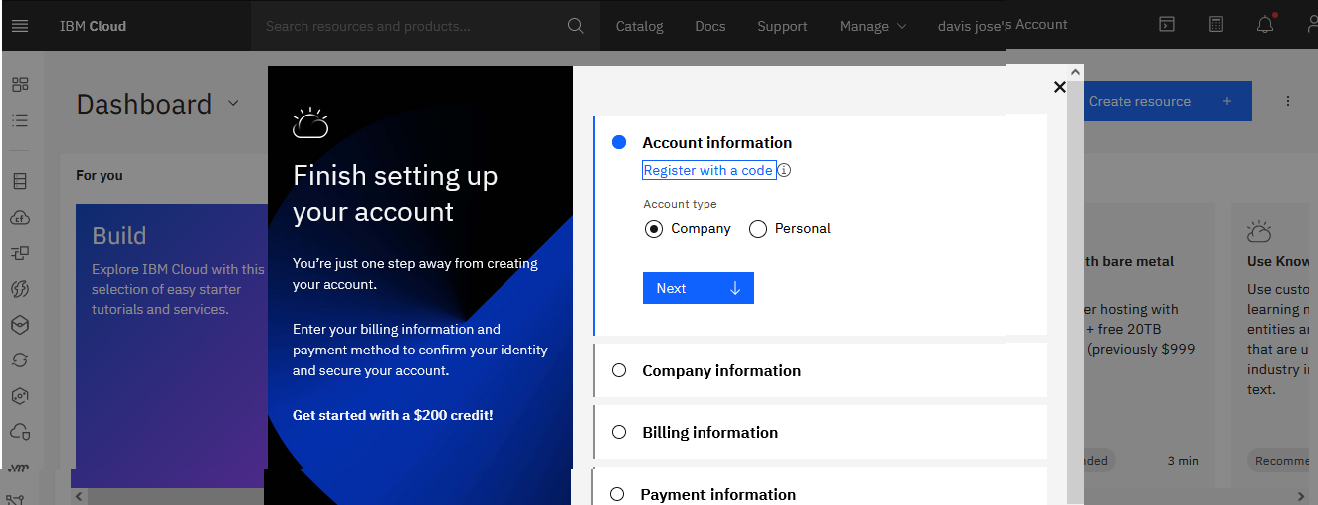 IBM Cloud
Search resources and products...
Catalog
Docs
Support
Manage
davis jose's Account
Dashboard
Create resource
For you
Build
Explore IBM Cloud with this
selection of easy starter
tutorials and services.
Finish setting up
your account
You're just one step away from creating
your account.
Enter your billing information and
payment method to confirm your identity
and secure your account.
Get started with a $200 credit!
Account information
Register with a code
Account type
Company
Personal
Next
Company information
Billing information
Payment information
th bare metal
er hosting with
+ free 20TB
(previously $999
nded
3 min
Use Know
Use custo
learning m
entities an
that are u
industry in
text.
Recomme